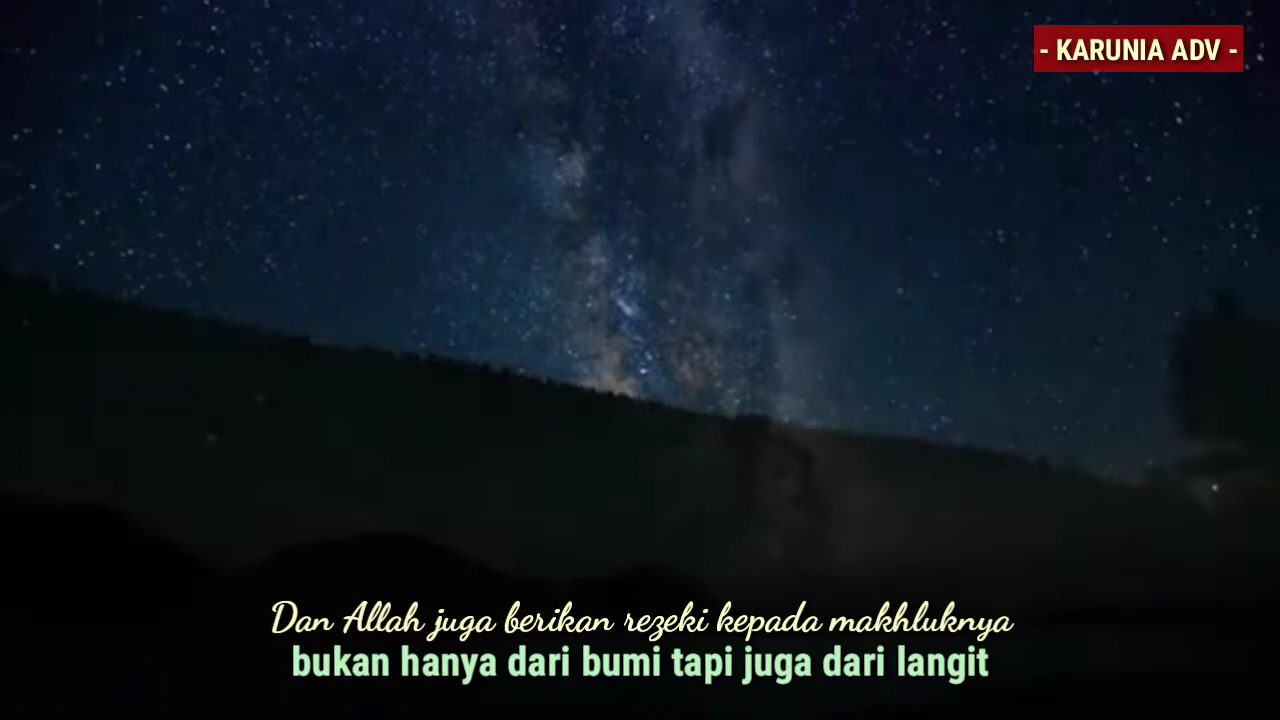 - KARUNIA ADV -
Dan Allah juga berikan rezeki kepada makhluknya
bukan hanya dari bumi tapi juga dari langit